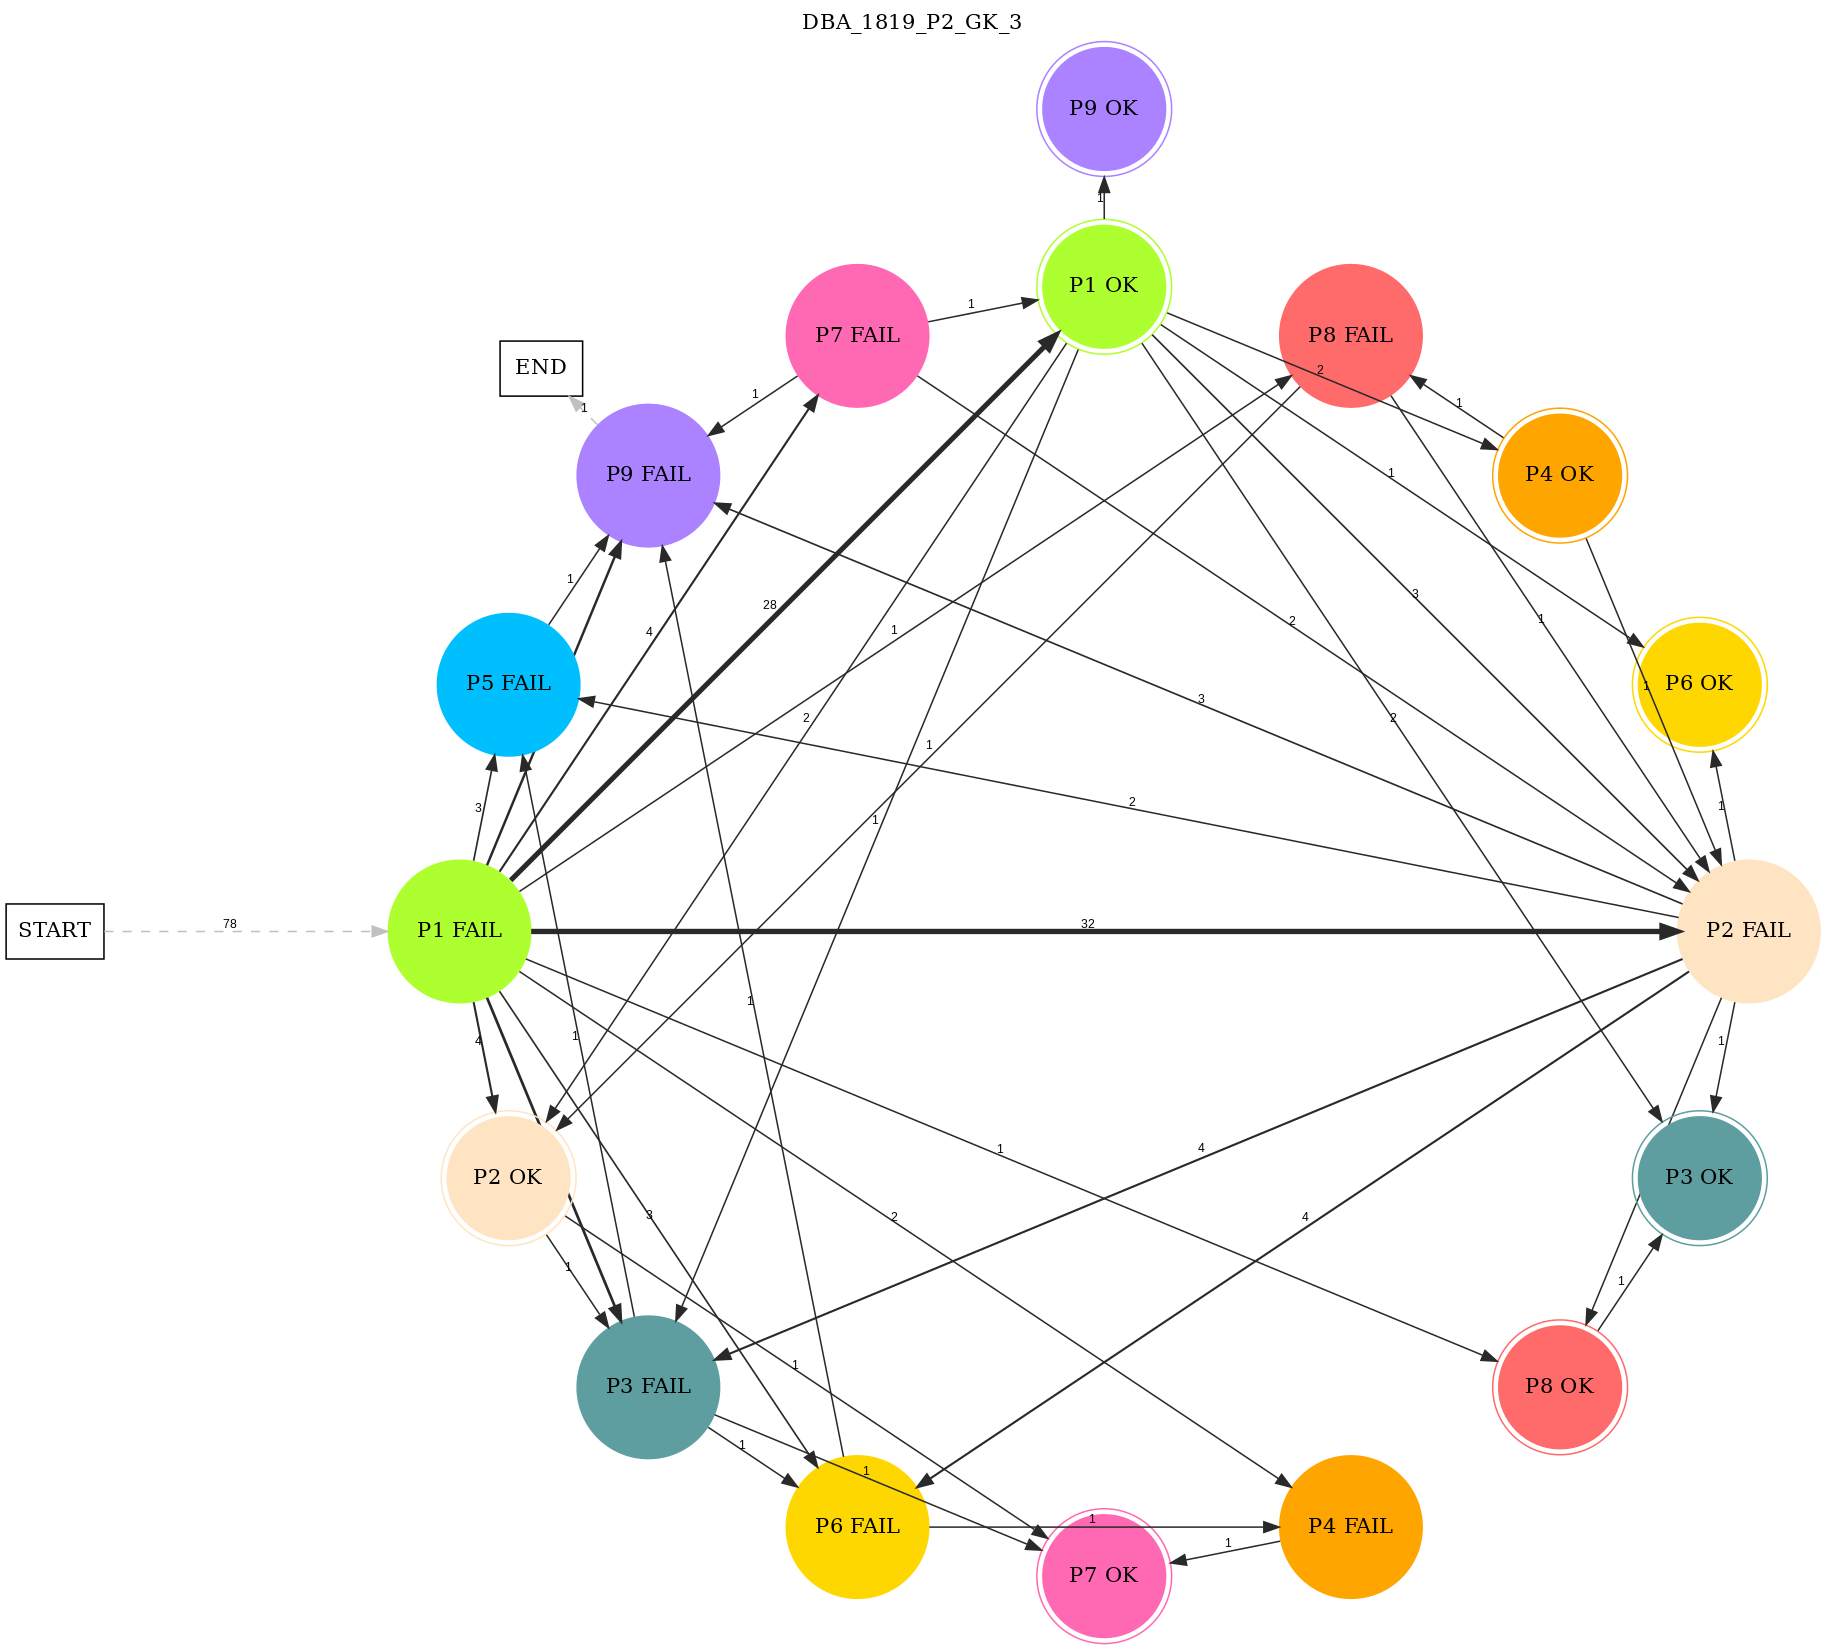 DBA_1819_P2_GK_3
P9 OK
1
P1 OK
P7 FAIL
1
P8 FAIL
END
1
1
2
1
P9 FAIL
1
P4 OK
1
P5 FAIL
4
28
1
2
3
1
1
P6 OK
2
1
3
3
1
2
2
1
1
START
78
P1 FAIL
32
P2 FAIL
4
1
1
1
1
4
P2 OK
3
2
4
P3 OK
1
1
1
P3 FAIL
1
1
P8 OK
P6 FAIL
1
P4 FAIL
1
P7 OK